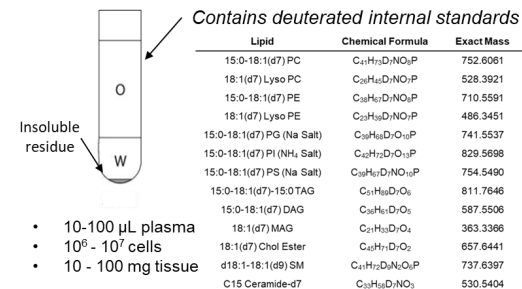 Contains deuterated internal standards
Lipid Chemical Formula Exact Mass
15:0-18:1(d7) PC C₄₁H₇₃D₇NO₈P 752.6061
18:1(d7) Lyso PC C₂₆H₄₅D₇NO₇P 528.3921
15:0-18:1(d7) PE C₃₈H₆₇D₇NO₈P 710.5591
18:1(d7) Lyso PE C₂₃H₃₉D₇NO₇P 486.3451
15:0-18:1(d7) PG (Na Salt) C₃₉H₆₈D₇O₁₀P 741.5537
15:0-18:1(d7) PI (NH₄ Salt) C₄₂H₇₂D₇O₁₃P 829.5698
15:0-18:1(d7) PS (Na Salt) C₃₉H₆₇D₇NO₁₀P 754.5490
15:0-18:1(d7)-15:0 TAG C₅₁H₈₉D₇O₆ 811.7646
15:0-18:1(d7) DAG C₃₆H₆₁D₇O₅ 587.5506
18:1(d7) MAG C₂₁H₃₃D₇O₄ 363.3366
18:1(d7) Chol Ester C₄₅H₇₁D₇O₂ 657.6441
d18:1-18:1(d9) SM C₄₁H₇₂D₉N₂O₆P 737.6397
C15 Ceramide-d7 C₃₃H₅₈D₇NO₃ 530.5404
O
Insoluble
residue
W
• 10-100 µL plasma
• 10⁶ - 10⁷ cells
• 10 - 100 mg tissue